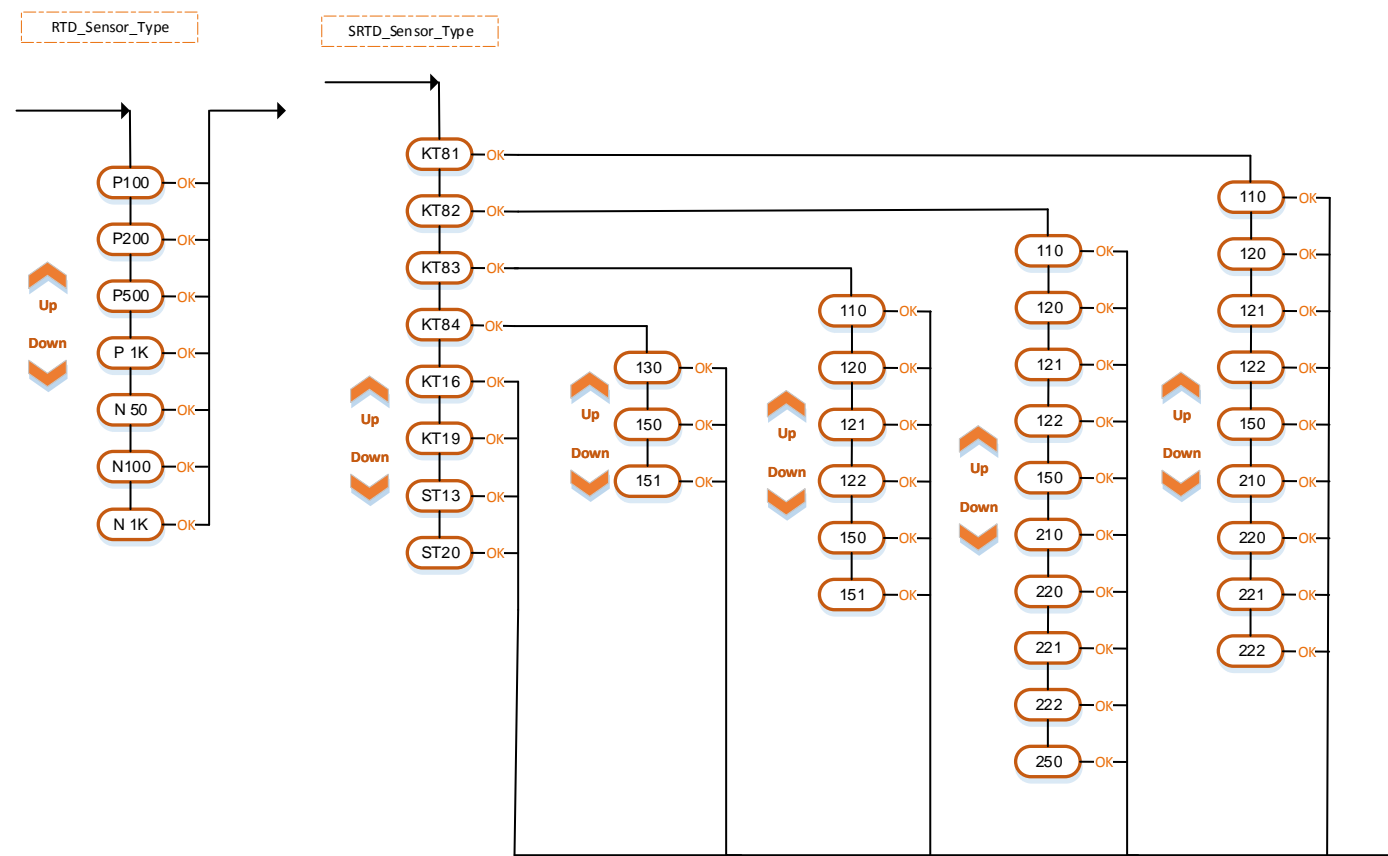 RTD_Sensor_Type
SRTD_Sensor_Type
P100 OK
P200 OK
P500 OK
P 1K OK
N 50 OK
N100 OK
N 1K OK
Up
Down
KT81 OK
KT82 OK
KT83 OK
KT84 OK
KT16 OK
KT19 OK
ST13 OK
ST20 OK
Up
Down
130 OK
150 OK
151 OK
Up
Down
110 OK
120 OK
121 OK
122 OK
150 OK
151 OK
Up
Down
110 OK
120 OK
121 OK
122 OK
150 OK
210 OK
220 OK
221 OK
222 OK
250 OK
Up
Down
110 OK
120 OK
121 OK
122 OK
150 OK
210 OK
220 OK
221 OK
222 OK
Up
Down